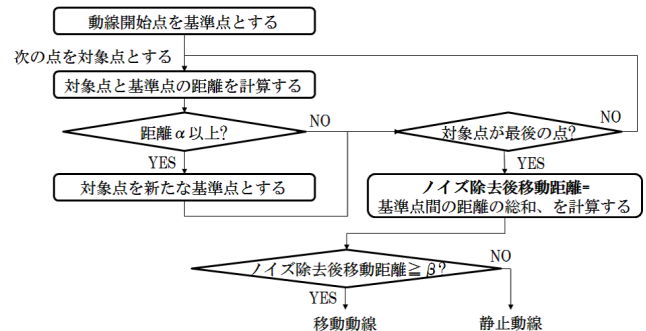 動線開始点を基準点とする
次の点を対象点とする
対象点と基準点の距離を計算する
NO
距離α以上?
NO
対象点が最後の点?
YES
YES
対象点を新たな基準点とする
ノイズ除去後移動距離=
基準点間の距離の総和、を計算する
ノイズ除去後移動距離≧β?
NO
YES
移動動線
静止動線